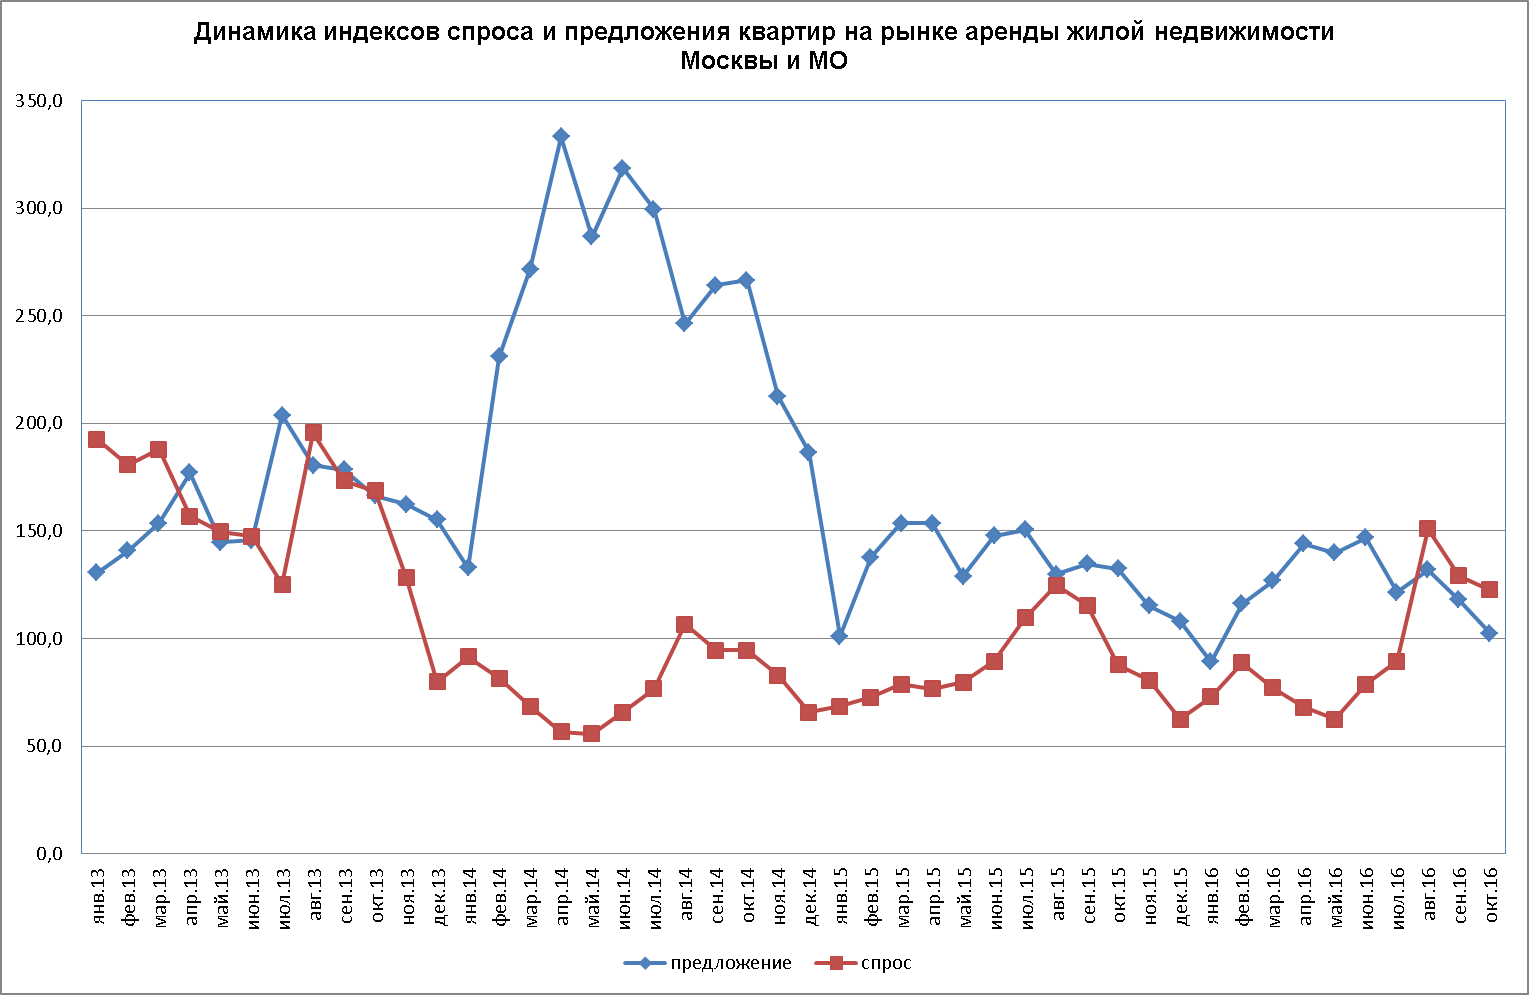 Динамика индексов спроса и предложения квартир на рынке аренды жилой недвижимости
Москвы и МО
350,0
300,0
250,0
200,0
150,0
100,0
50,0
0,0
янв.13
фев.13
мар.13
апр.13
май.13
июн.13
июл.13
авг.13
сен.13
окт.13
ноя.13
дек.13
янв.14
фев.14
мар.14
апр.14
май.14
июн.14
июл.14
авг.14
сен.14
окт.14
ноя.14
дек.14
янв.15
фев.15
мар.15
апр.15
май.15
июн.15
июл.15
авг.15
сен.15
окт.15
ноя.15
дек.15
янв.16
фев.16
мар.16
апр.16
май.16
июн.16
июл.16
авг.16
сен.16
окт.16
предложение
спрос